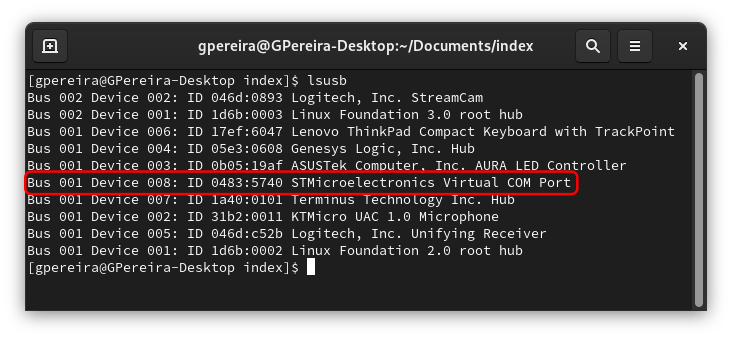 gpereira@GPereira-Desktop:~/Documents/index
[gpereira@GPereira-Desktop index]$ lsusb
Bus 002 Device 002: ID 046d:0893 Logitech, Inc. StreamCam
Bus 002 Device 001: ID 1d6b:0003 Linux Foundation 3.0 root hub
Bus 001 Device 006: ID 17ef:6047 Lenovo ThinkPad Compact Keyboard with TrackPoint
Bus 001 Device 004: ID 05e3:0608 Genesys Logic, Inc. Hub
Bus 001 Device 003: ID 0b05:19af ASUSTek Computer, Inc. AURA LED Controller
Bus 001 Device 008: ID 0483:5740 STMicroelectronics Virtual COM Port
Bus 001 Device 007: ID 1a40:0101 Terminus Technology Inc. Hub
Bus 001 Device 002: ID 31b2:0011 KTMicro UAC 1.0 Microphone
Bus 001 Device 005: ID 046d:c52b Logitech, Inc. Unifying Receiver
Bus 001 Device 001: ID 1d6b:0002 Linux Foundation 2.0 root hub
[gpereira@GPereira-Desktop index]$